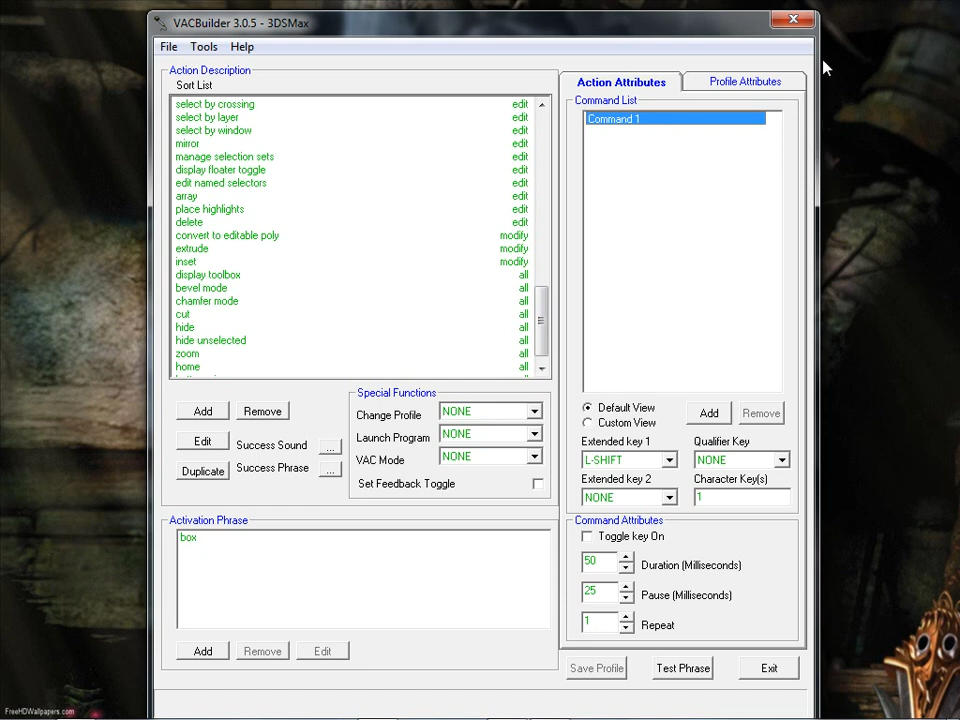 VACBuilder 3.0.5 - 3DSMax
File Tools Help
Action Description
Sort List
select by crossing edit
select by layer edit
select by window edit
mirror edit
manage selection sets edit
display floater toggle edit
edit named selectors edit
array edit
place highlights edit
delete edit
convert to editable poly modify
extrude modify
inset modify
display toolbox all
bevel mode all
chamfer mode all
cut all
hide all
hide unselected all
zoom all
home all
Add Remove
Edit
Success Sound ...
Duplicate
Success Phrase ...
Special Functions
Change Profile NONE
Launch Program NONE
VAC Mode NONE
Set Feedback Toggle
Activation Phrase
box
Add Remove Edit
Action Attributes Profile Attributes
Command List
Command 1
Default View
Custom View
Add Remove
Extended key 1 Qualifier Key
L-SHIFT NONE
Extended key 2 Character Key(s)
NONE 1
Command Attributes
Toggle key On
50 Duration (Milliseconds)
25 Pause (Milliseconds)
1 Repeat
Save Profile Test Phrase Exit
FreeHDWallpapers.com